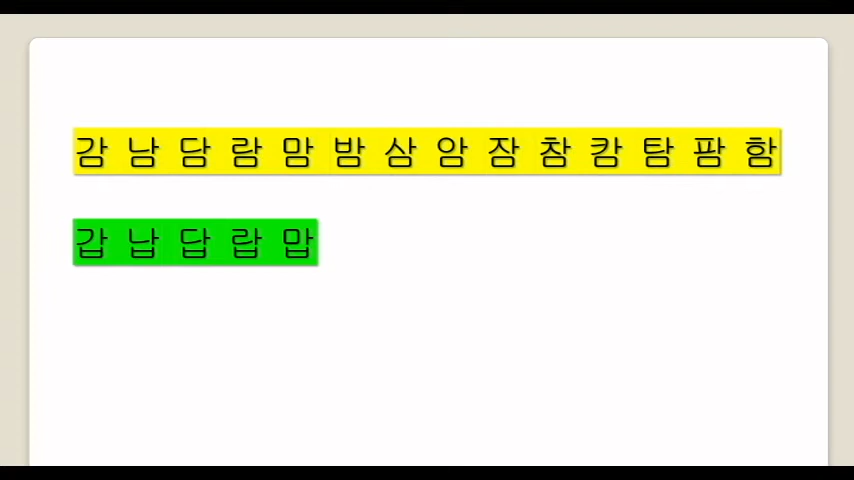 감 남 담 람 맘 밤 삼 암 잠 참 캄 탐 팜 함
갑 납 답 랍 맙